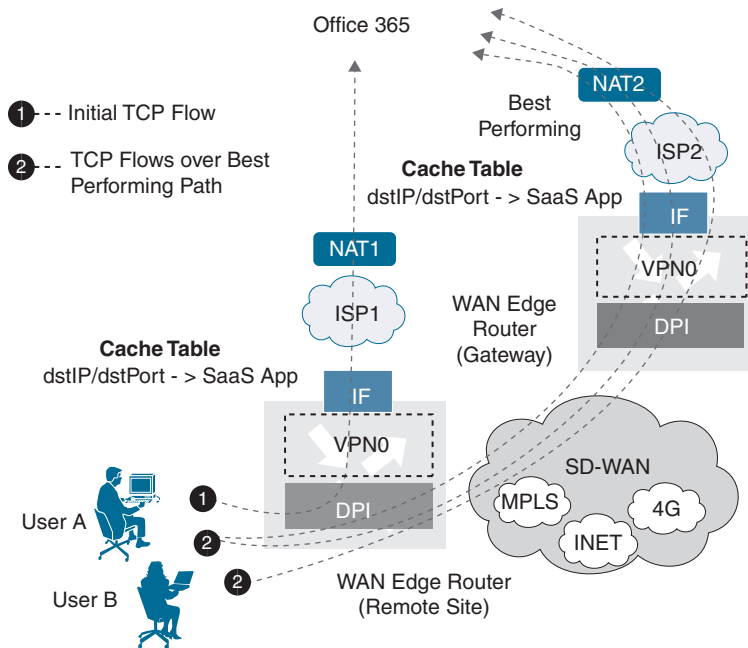 Office 365
1 Initial TCP Flow
2 TCP Flows over Best
Performing Path
NAT2
Best
Performing
ISP2
Cache Table
dstIP/dstPort - > SaaS App
IF
VPN0
DPI
WAN Edge
Router
(Gateway)
NAT1
ISP1
Cache Table
dstIP/dstPort - > SaaS App
IF
VPN0
DPI
SD-WAN
MPLS
4G
INET
User A
1
2
User B
2
WAN Edge Router
(Remote Site)